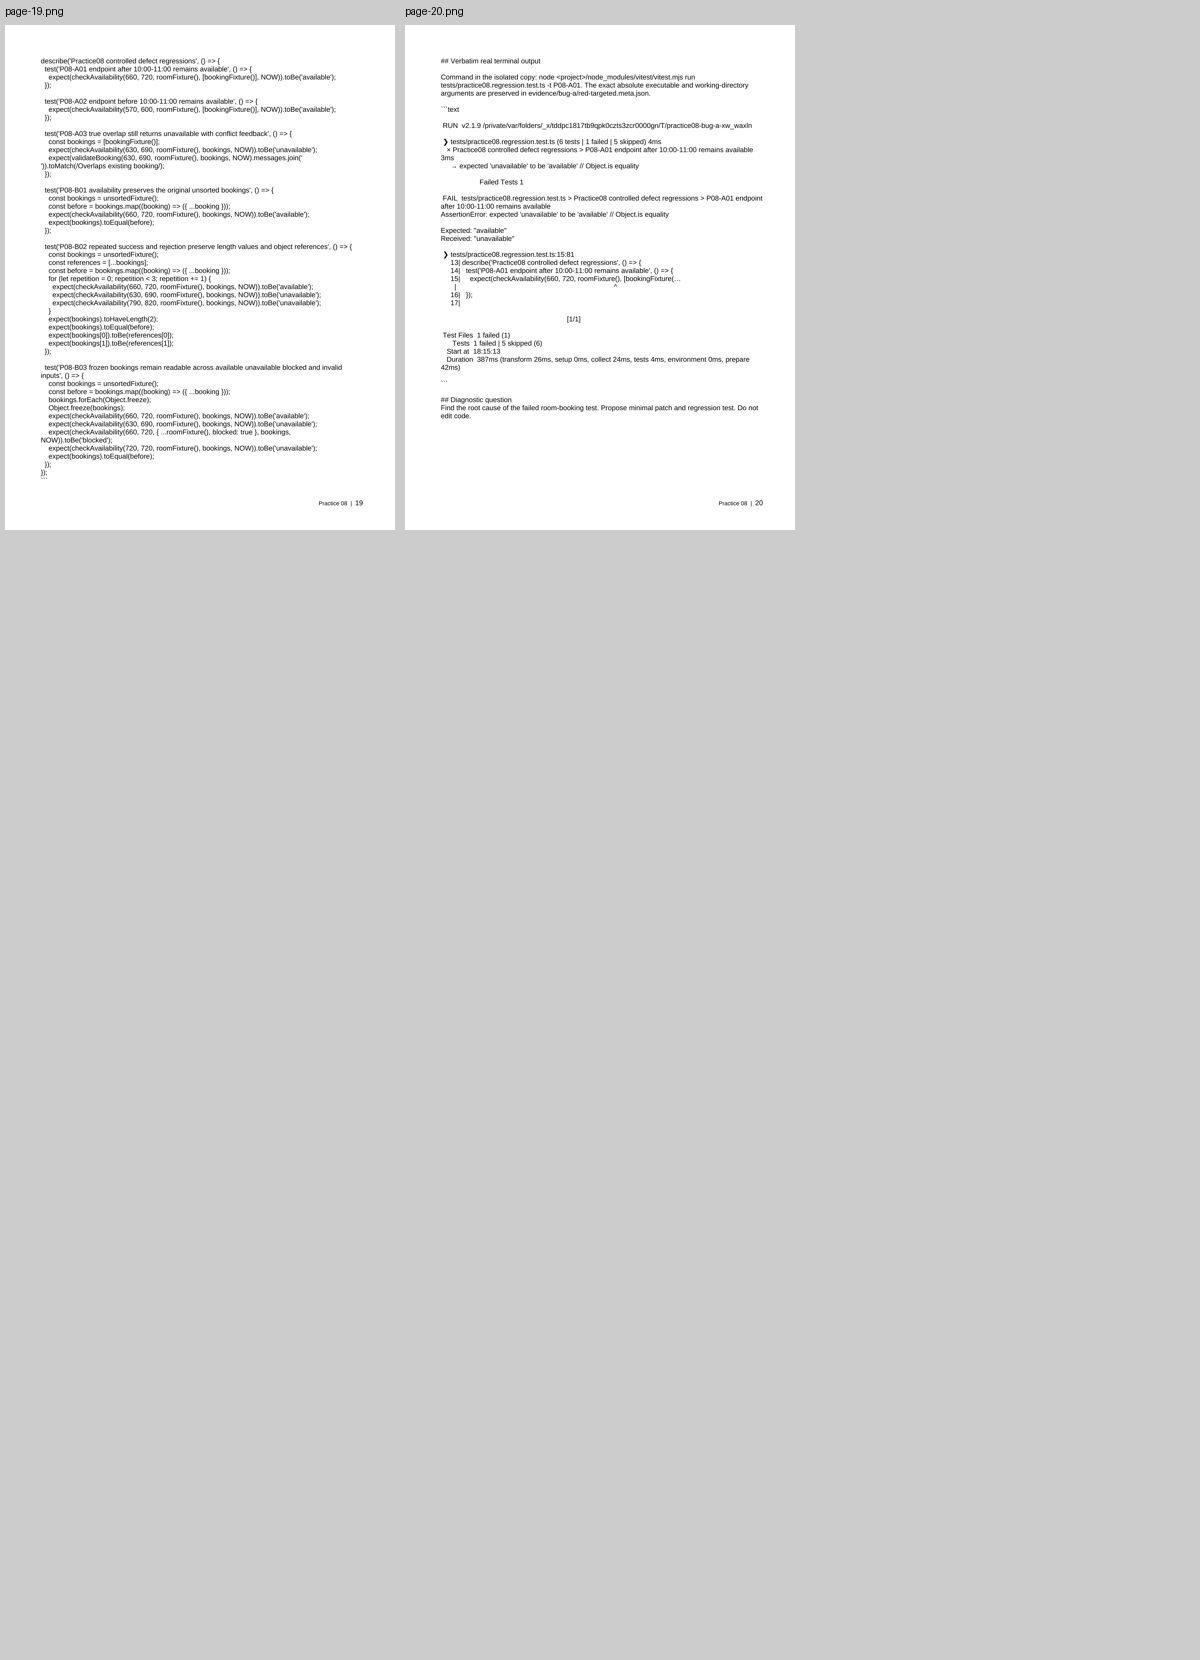 page-19.png
describe('Practice08 controlled defect regressions', () => {
  test('P08-A01 endpoint after 10:00-11:00 remains available', () => {
    expect(checkAvailability(660, 720, roomFixture(), [bookingFixture()], NOW)).toBe('available');
  });
  test('P08-A02 endpoint before 10:00-11:00 remains available', () => {
    expect(checkAvailability(570, 600, roomFixture(), [bookingFixture()], NOW)).toBe('available');
  });
  test('P08-A03 true overlap still returns unavailable with conflict feedback', () => {
    const bookings = [bookingFixture()];
    expect(checkAvailability(630, 690, roomFixture(), bookings, NOW)).toBe('unavailable');
    expect(validateBooking(630, 690, roomFixture(), bookings, NOW).messages.join('
')).toMatch(/Overlaps existing booking/);
  });
  test('P08-B01 availability preserves the original unsorted bookings', () => {
    const bookings = unsortedFixture();
    const before = bookings.map((booking) => ({ ...booking }));
    expect(checkAvailability(660, 720, roomFixture(), bookings, NOW)).toBe('available');
    expect(bookings).toEqual(before);
  });
  test('P08-B02 repeated success and rejection preserve length values and object references', () => {
    const bookings = unsortedFixture();
    const references = [...bookings];
    const before = bookings.map((booking) => ({ ...booking }));
    for (let repetition = 0; repetition < 3; repetition += 1) {
      expect(checkAvailability(660, 720, roomFixture(), bookings, NOW)).toBe('available');
      expect(checkAvailability(630, 690, roomFixture(), bookings, NOW)).toBe('unavailable');
      expect(checkAvailability(790, 820, roomFixture(), bookings, NOW)).toBe('unavailable');
    }
    expect(bookings).toHaveLength(2);
    expect(bookings).toEqual(before);
    expect(bookings[0]).toBe(references[0]);
    expect(bookings[1]).toBe(references[1]);
  });
  test('P08-B03 frozen bookings remain readable across available unavailable blocked and invalid
inputs', () => {
    const bookings = unsortedFixture();
    const before = bookings.map((booking) => ({ ...booking }));
    bookings.forEach(Object.freeze);
    Object.freeze(bookings);
    expect(checkAvailability(660, 720, roomFixture(), bookings, NOW)).toBe('available');
    expect(checkAvailability(630, 690, roomFixture(), bookings, NOW)).toBe('unavailable');
    expect(checkAvailability(660, 720, { ...roomFixture(), blocked: true }, bookings,
NOW)).toBe('blocked');
    expect(checkAvailability(720, 720, roomFixture(), bookings, NOW)).toBe('unavailable');
    expect(bookings).toEqual(before);
  });
});
```
Practice 08 | 19
page-20.png
## Verbatim real terminal output
Command in the isolated copy: node <project>/node_modules/vitest/vitest.mjs run
tests/practice08.regression.test.ts -t P08-A01. The exact absolute executable and working-directory
arguments are preserved in evidence/bug-a/red-targeted.meta.json.
```text
RUN v2.1.9 /private/var/folders/_x/tddpc1817tb9qpk0czts3zcr0000gn/T/practice08-bug-a-xw_waxln
❯ tests/practice08.regression.test.ts (6 tests | 1 failed | 5 skipped) 4ms
× Practice08 controlled defect regressions > P08-A01 endpoint after 10:00-11:00 remains available
3ms
→ expected 'unavailable' to be 'available' // Object.is equality
Failed Tests 1
FAIL tests/practice08.regression.test.ts > Practice08 controlled defect regressions > P08-A01 endpoint
after 10:00-11:00 remains available
AssertionError: expected 'unavailable' to be 'available' // Object.is equality
Expected: "available"
Received: "unavailable"
❯ tests/practice08.regression.test.ts:15:81
13| describe('Practice08 controlled defect regressions', () => {
14|   test('P08-A01 endpoint after 10:00-11:00 remains available', () => {
15|     expect(checkAvailability(660, 720, roomFixture(), [bookingFixture(…
| ^
16|   });
17|
[1/1]
Test Files 1 failed (1)
Tests 1 failed | 5 skipped (6)
Start at 18:15:13
Duration 387ms (transform 26ms, setup 0ms, collect 24ms, tests 4ms, environment 0ms, prepare
42ms)
```
## Diagnostic question
Find the root cause of the failed room-booking test. Propose minimal patch and regression test. Do not
edit code.
Practice 08 | 20